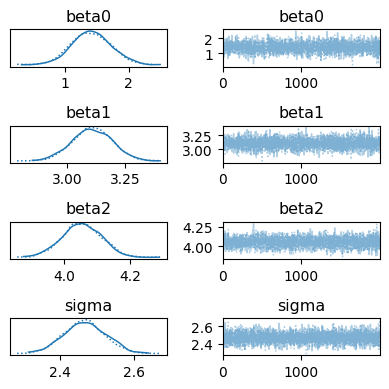 beta0 beta0
2
1
1 2 0 1000
beta1 beta1
3.25
3.00
3.00 3.25 0 1000
beta2 beta2
4.25
4.00
4.0 4.2 0 1000
sigma sigma
2.6
2.4
2.4 2.6 0 1000